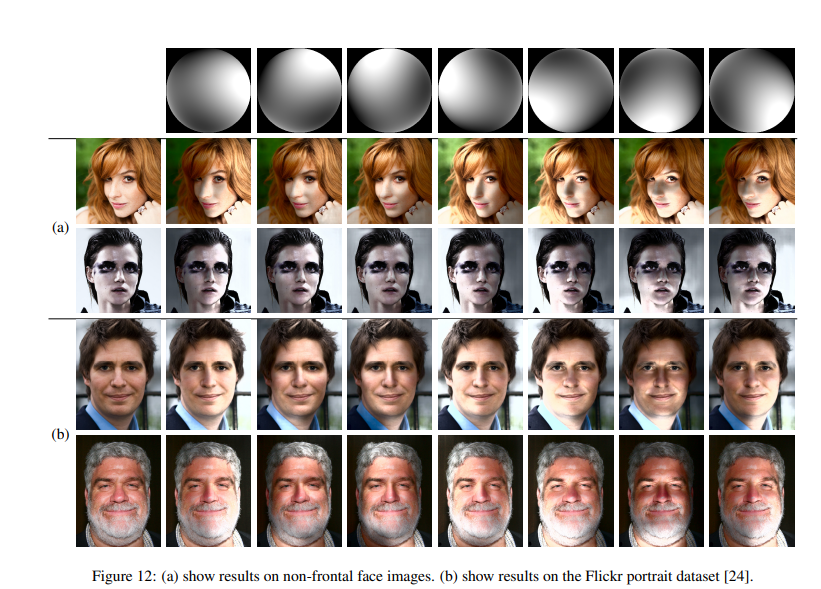 (a)
(b)
Figure 12: (a) show results on non-frontal face images. (b) show results on the Flickr portrait dataset [24].